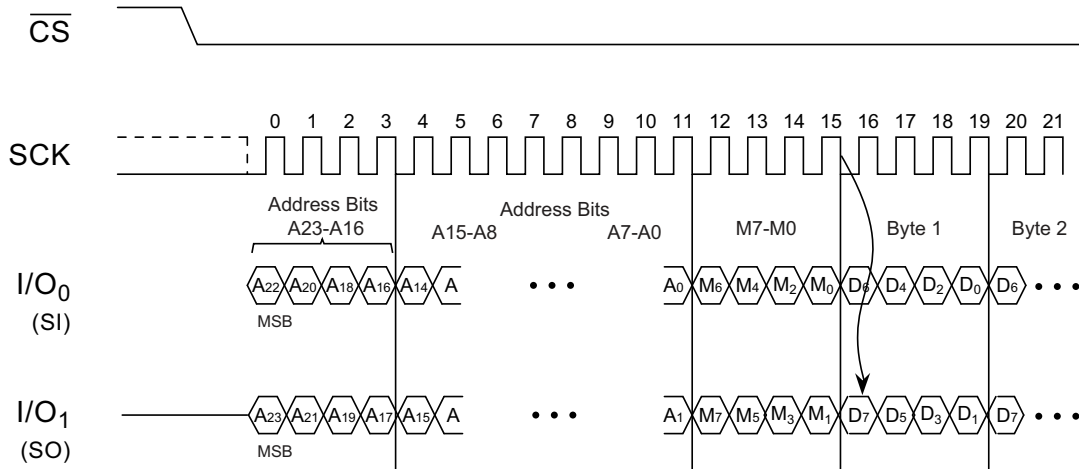 CS
0 1 2 3 4 5 6 7 8 9 10 11 12 13 14 15 16 17 18 19 20 21
SCK
Address Bits
A23-A16
Address Bits
A15-A8 A7-A0
M7-M0
Byte 1
Byte 2
I/O0
(SI)
A22 A20 A18 A16 A14 A • • • A0 M6 M4 M2 M0 D6 D4 D2 D0 D6 • • •
MSB
I/O1
(SO)
A23 A21 A19 A17 A15 A • • • A1 M7 M5 M3 M1 D7 D5 D3 D1 D7 • • •
MSB